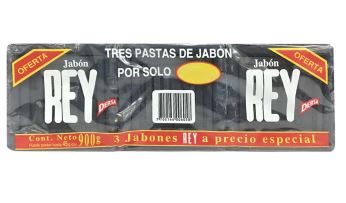 OFERTA
TRES PASTAS DE JABÓN
POR SOLO
OFERTA
Jabón
REY
DERSA
Jabón
REY
DERSA
Cont. Neto 900g
3 Jabones REY a precio especial